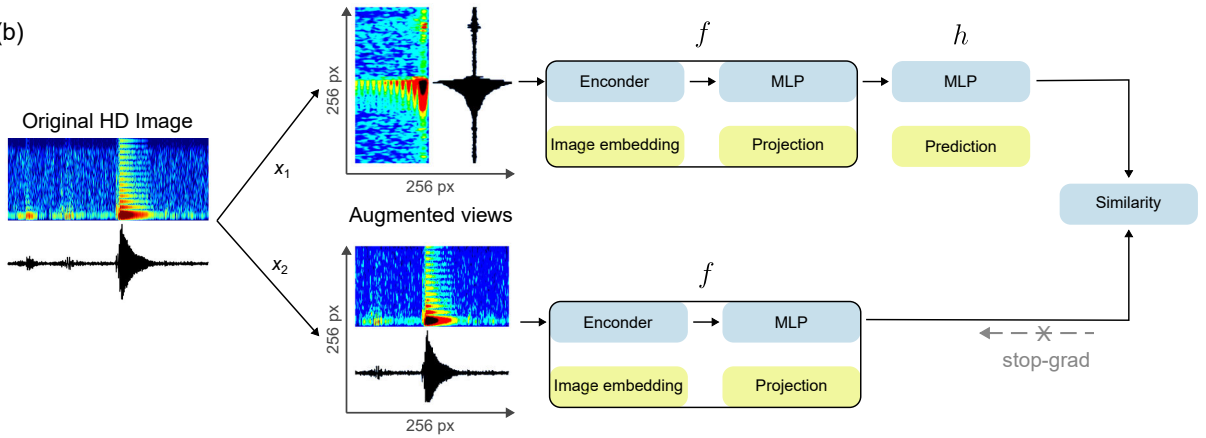 (b)
Original HD Image
x1
x2
256 px
256 px
Augmented views
256 px
256 px
f
h
Enconder
MLP
MLP
Image embedding
Projection
Prediction
Similarity
f
Enconder
MLP
Image embedding
Projection
stop-grad